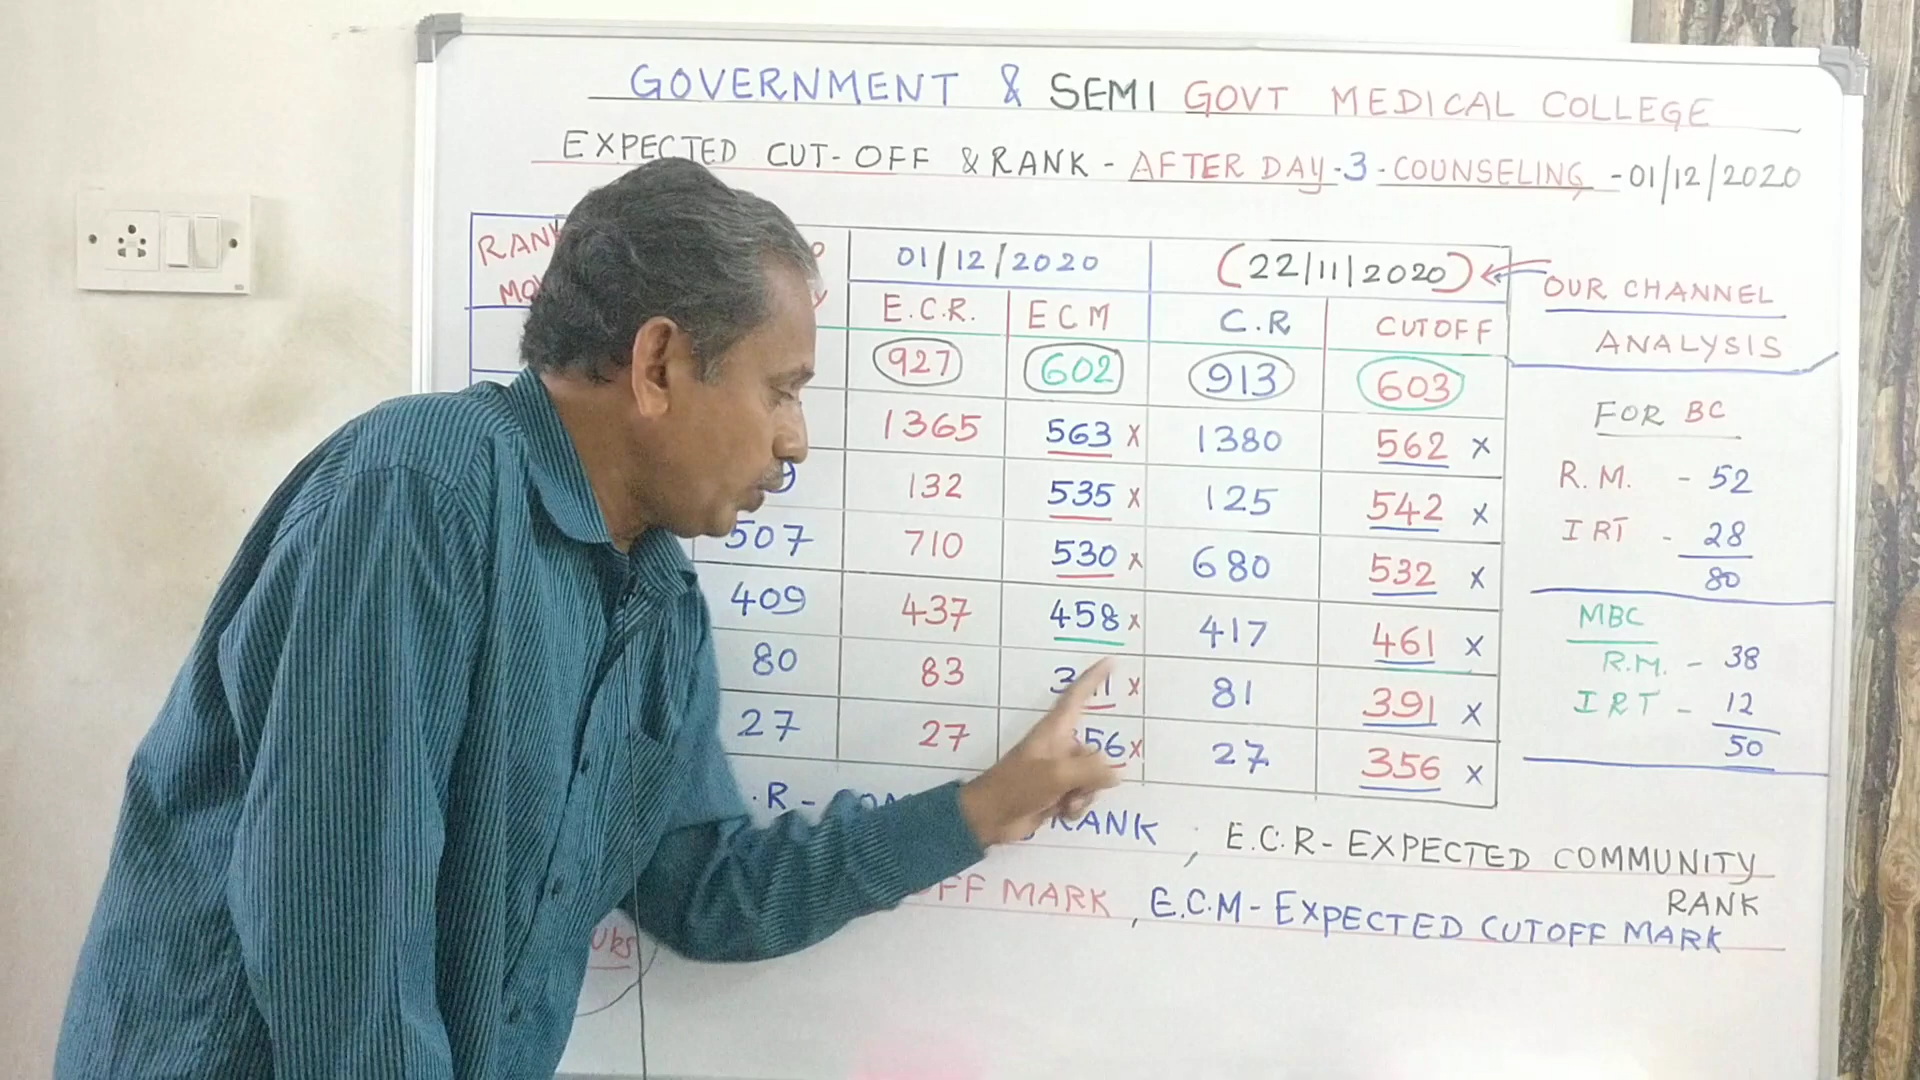 GOVERNMENT & SEMI GOVT MEDICAL COLLEGE
EXPECTED CUT-OFF & RANK - AFTER DAY-3-COUNSELING -01/12/2020
01/12/2020 (22/11/2020)
E.C.R. ECM C.R CUTOFF
927 602 913 603
1365 563 x 1380 562 x
132 535 x 125 542 x
507 710 530 x 680 532 x
409 437 458 x 417 461 x
80 83 x 81 391 x
27 27 x 27 356 x
OUR CHANNEL
ANALYSIS
FOR BC
R.M. - 52
IRT - 28
80
MBC
R.M. - 38
IRT - 12
50
RANK ; E.C.R- EXPECTED COMMUNITY
RANK
MARK , E.C.M- EXPECTED CUTOFF MARK